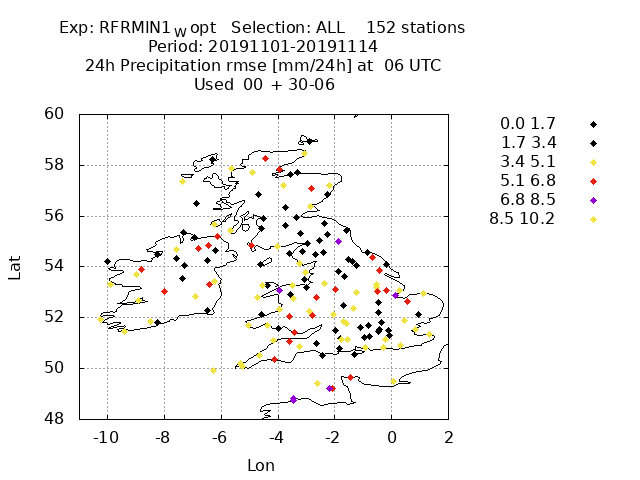 Exp: RFRMIN1wopt Selection: ALL 152 stations
Period: 20191101-20191114
24h Precipitation rmse [mm/24h] at 06 UTC
Used 00 + 30-06
60
58
56
54
52
50
48
Lat
-10 -8 -6 -4 -2 0 2
Lon
0.0 1.7
1.7 3.4
3.4 5.1
5.1 6.8
6.8 8.5
8.5 10.2